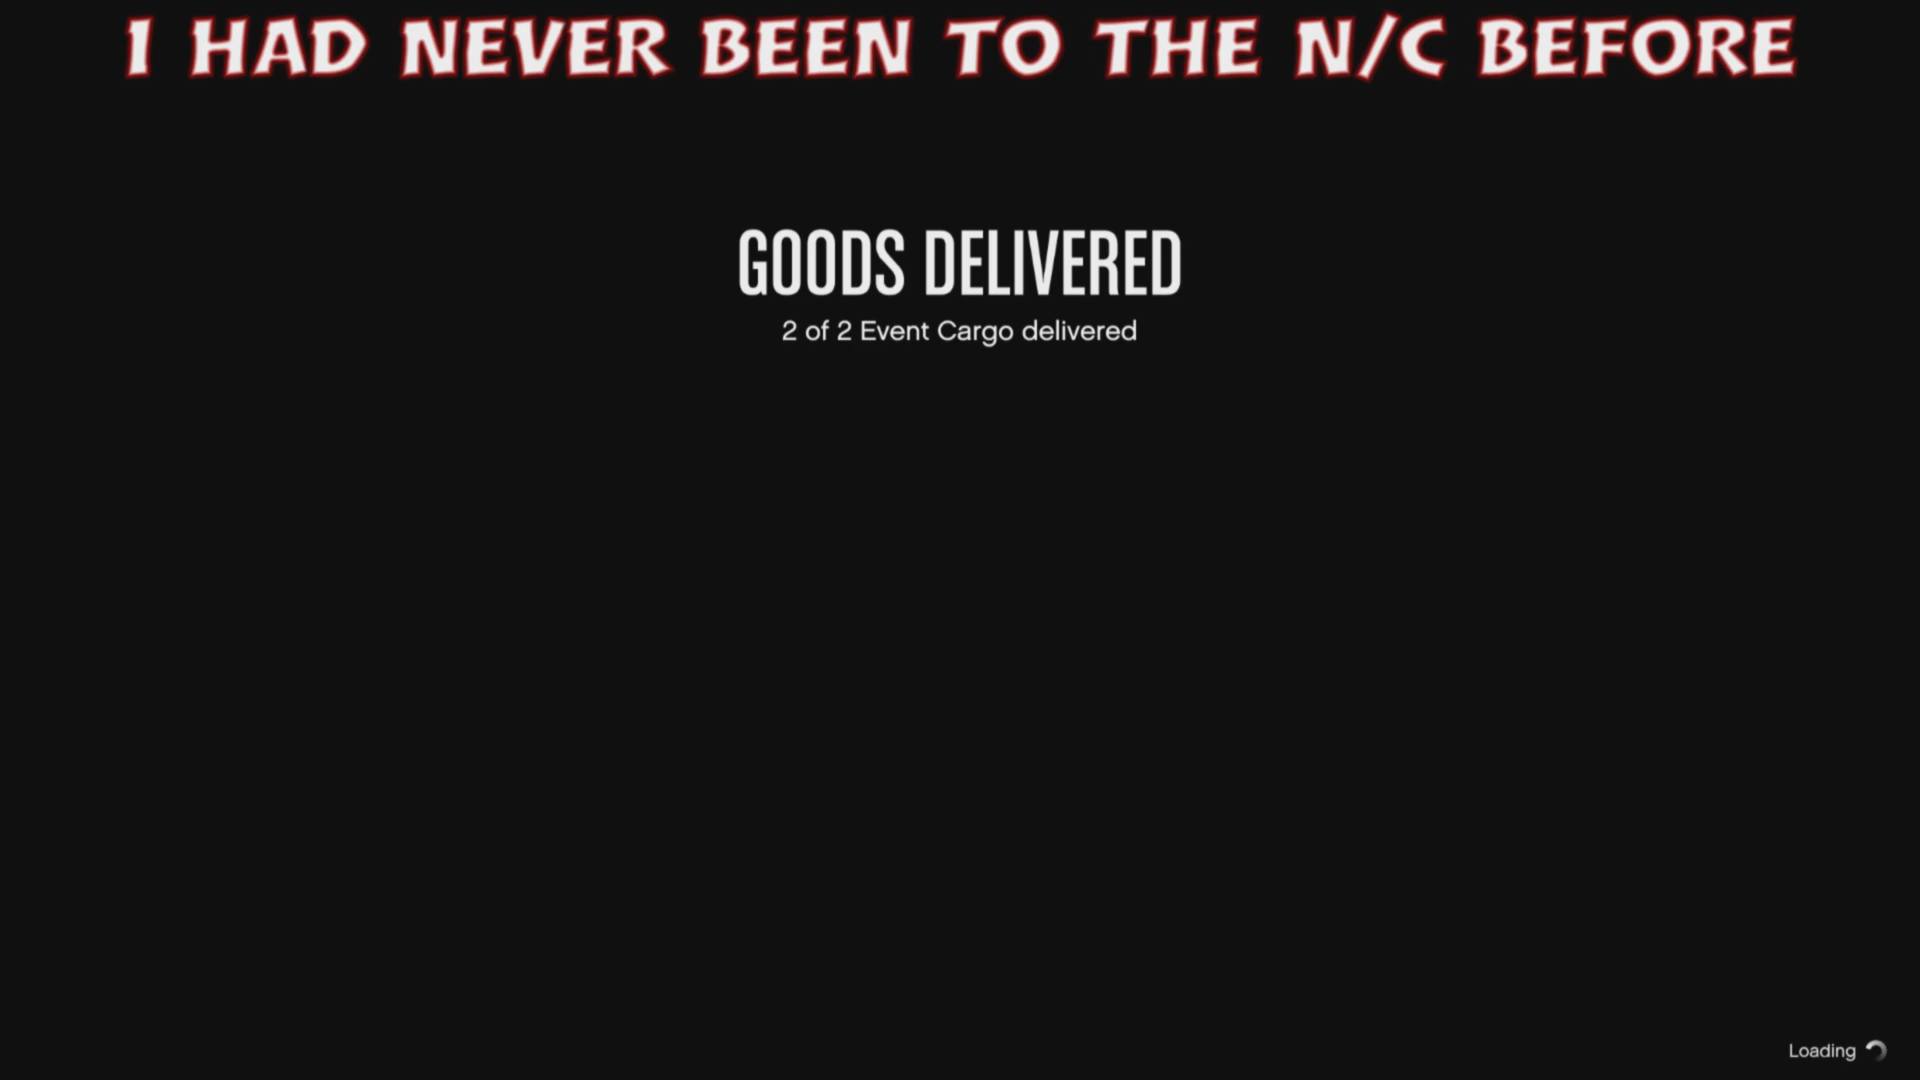 I HAD NEVER BEEN TO THE N/C BEFORE
GOODS DELIVERED
2 of 2 Event Cargo delivered
Loading